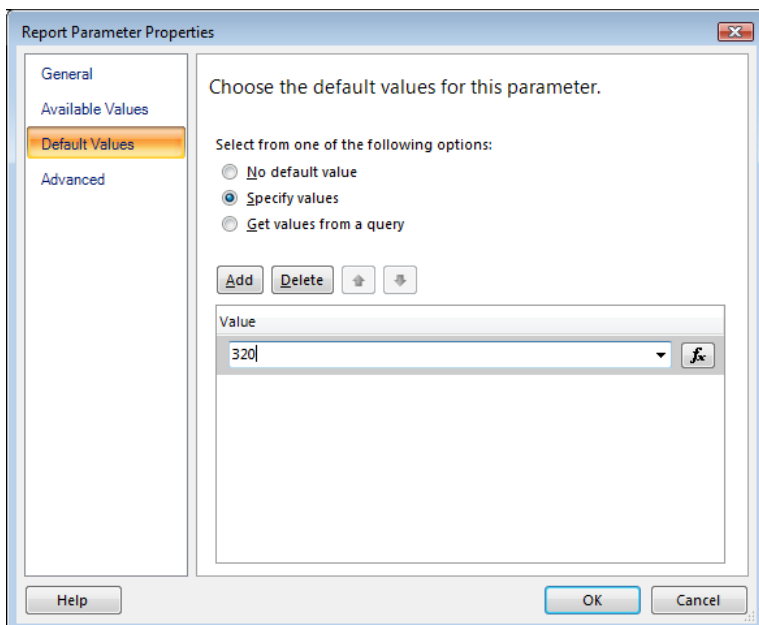 Report Parameter Properties
General
Available Values
Default Values
Advanced
Choose the default values for this parameter.
Select from one of the following options:
No default value
Specify values
Get values from a query
Add Delete
Value
320
fx
Help OK Cancel